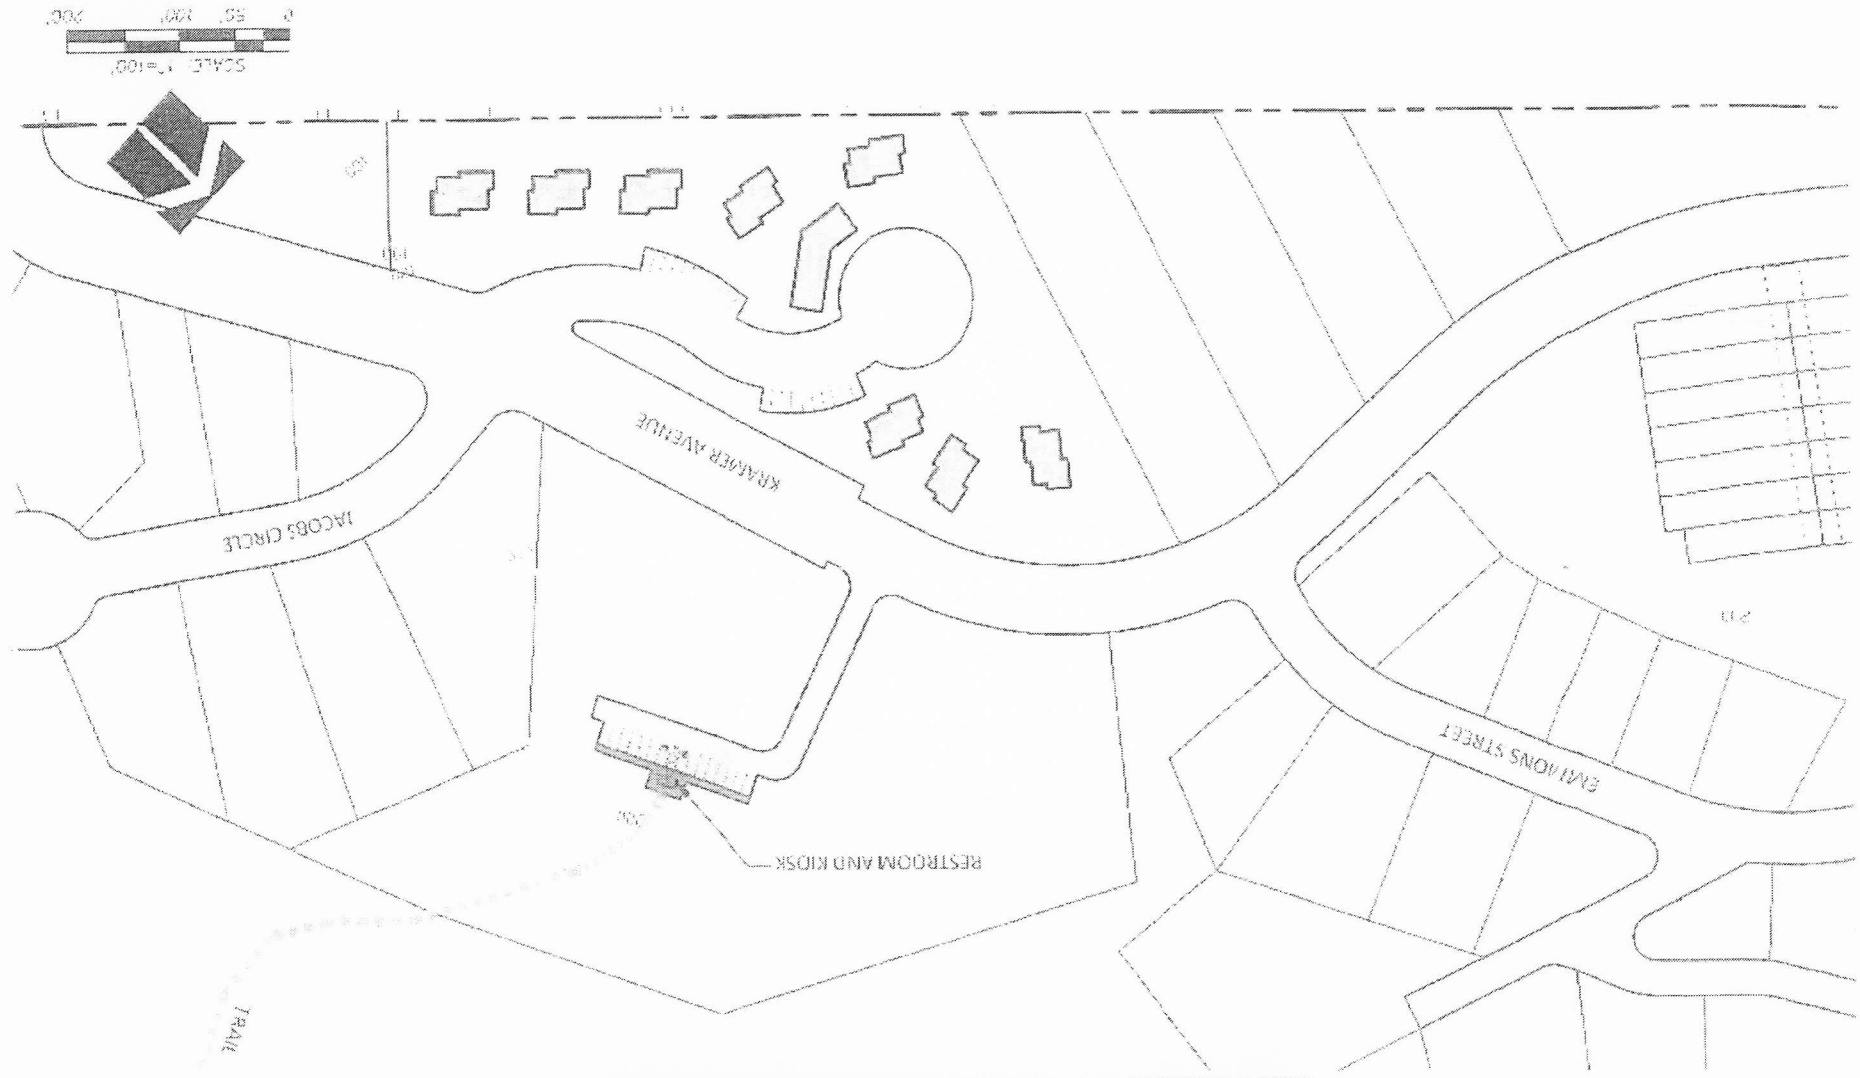 TRAIL
RESTROOM AND KIOSK
EMMONS STREET
JACOBS CIRCLE
KRAMER AVENUE
SCALE: 1"=100'
0 50' 100' 200'